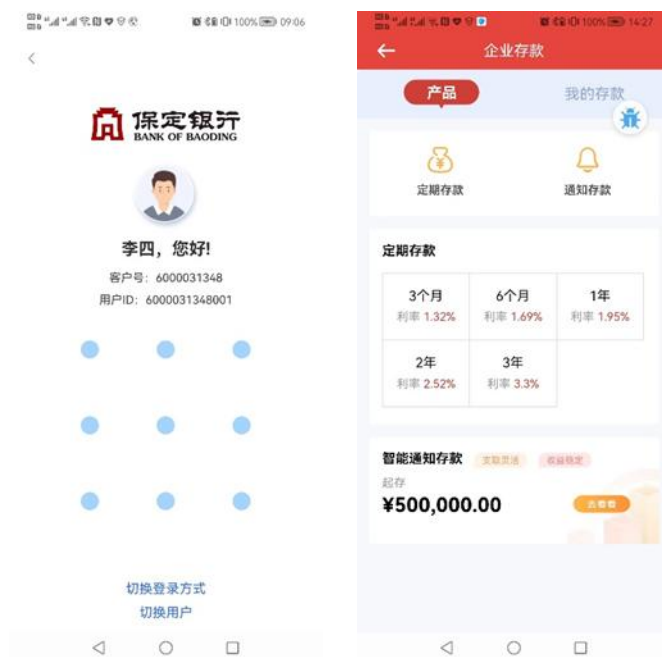 100% 09:06
保定银行
BANK OF BAODING
李四，您好!
客户号：6000031348
用户ID：6000031348001
切换登录方式
切换用户
100% 14:27
企业存款
产品
我的存款
定期存款
通知存款
定期存款
3个月
利率 1.32%
6个月
利率 1.69%
1年
利率 1.95%
2年
利率 2.52%
3年
利率 3.3%
智能通知存款
支取灵活
收益稳定
起存
¥500,000.00
去看看